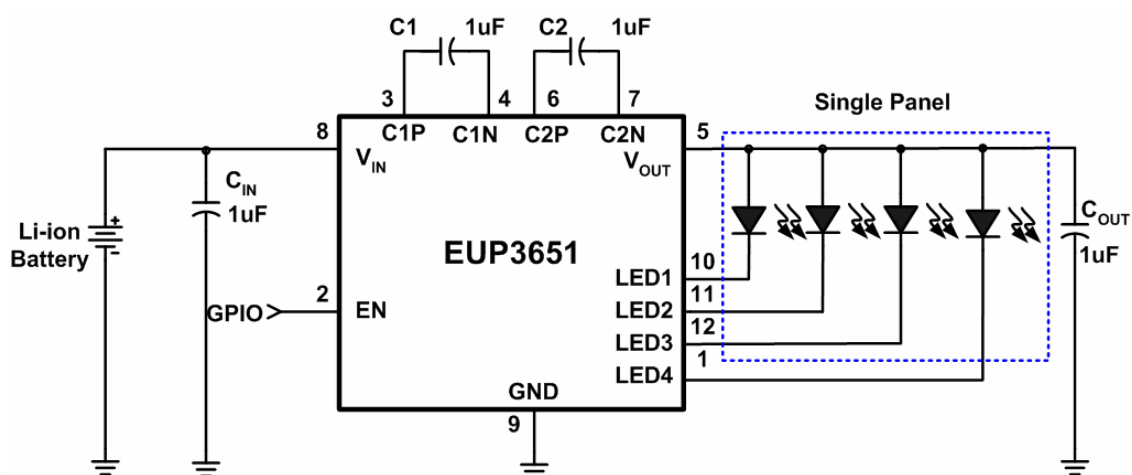 C1 1uF C2 1uF
3 4 6 7
C1P C1N C2P C2N
Single Panel
8 5
VIN VOUT
CIN
1uF
Li-ion
Battery
EUP3651
COUT
1uF
10
LED1
11
LED2
2
GPIO EN
12
LED3
1
LED4
GND
9